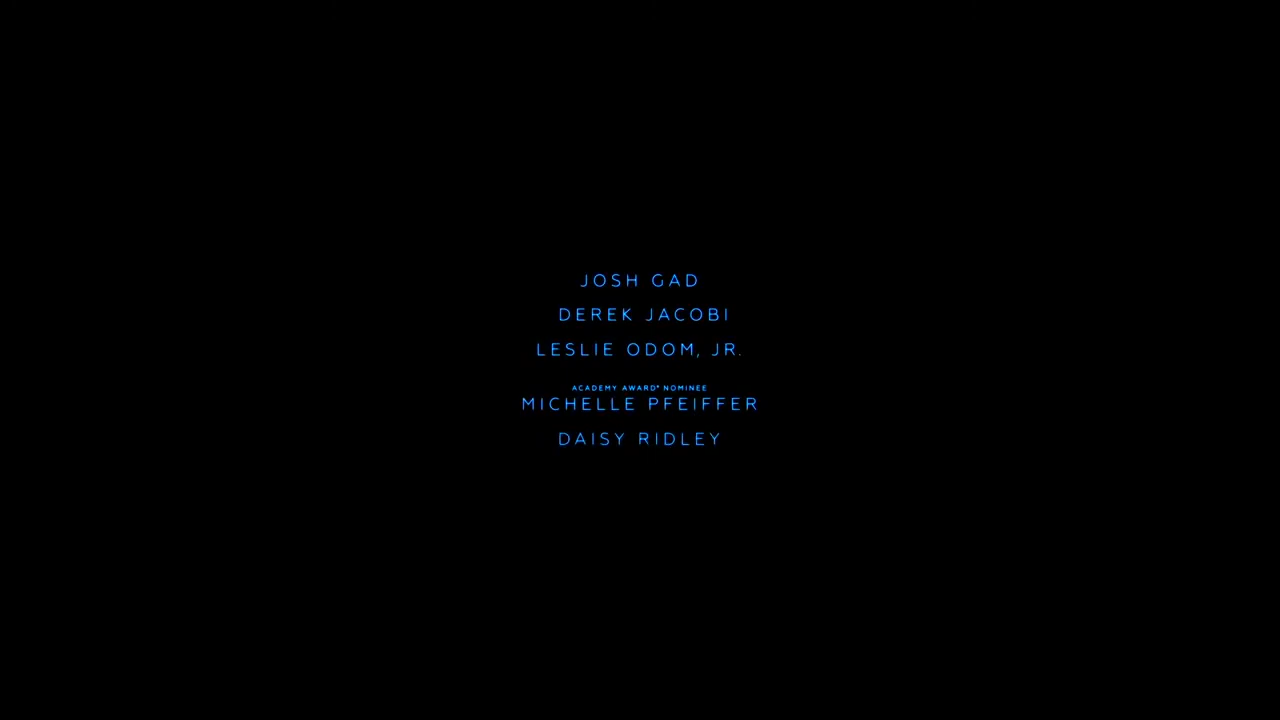 JOSH GAD
DEREK JACOBI
LESLIE ODOM, JR.
ACADEMY AWARD® NOMINEE
MICHELLE PFEIFFER
DAISY RIDLEY